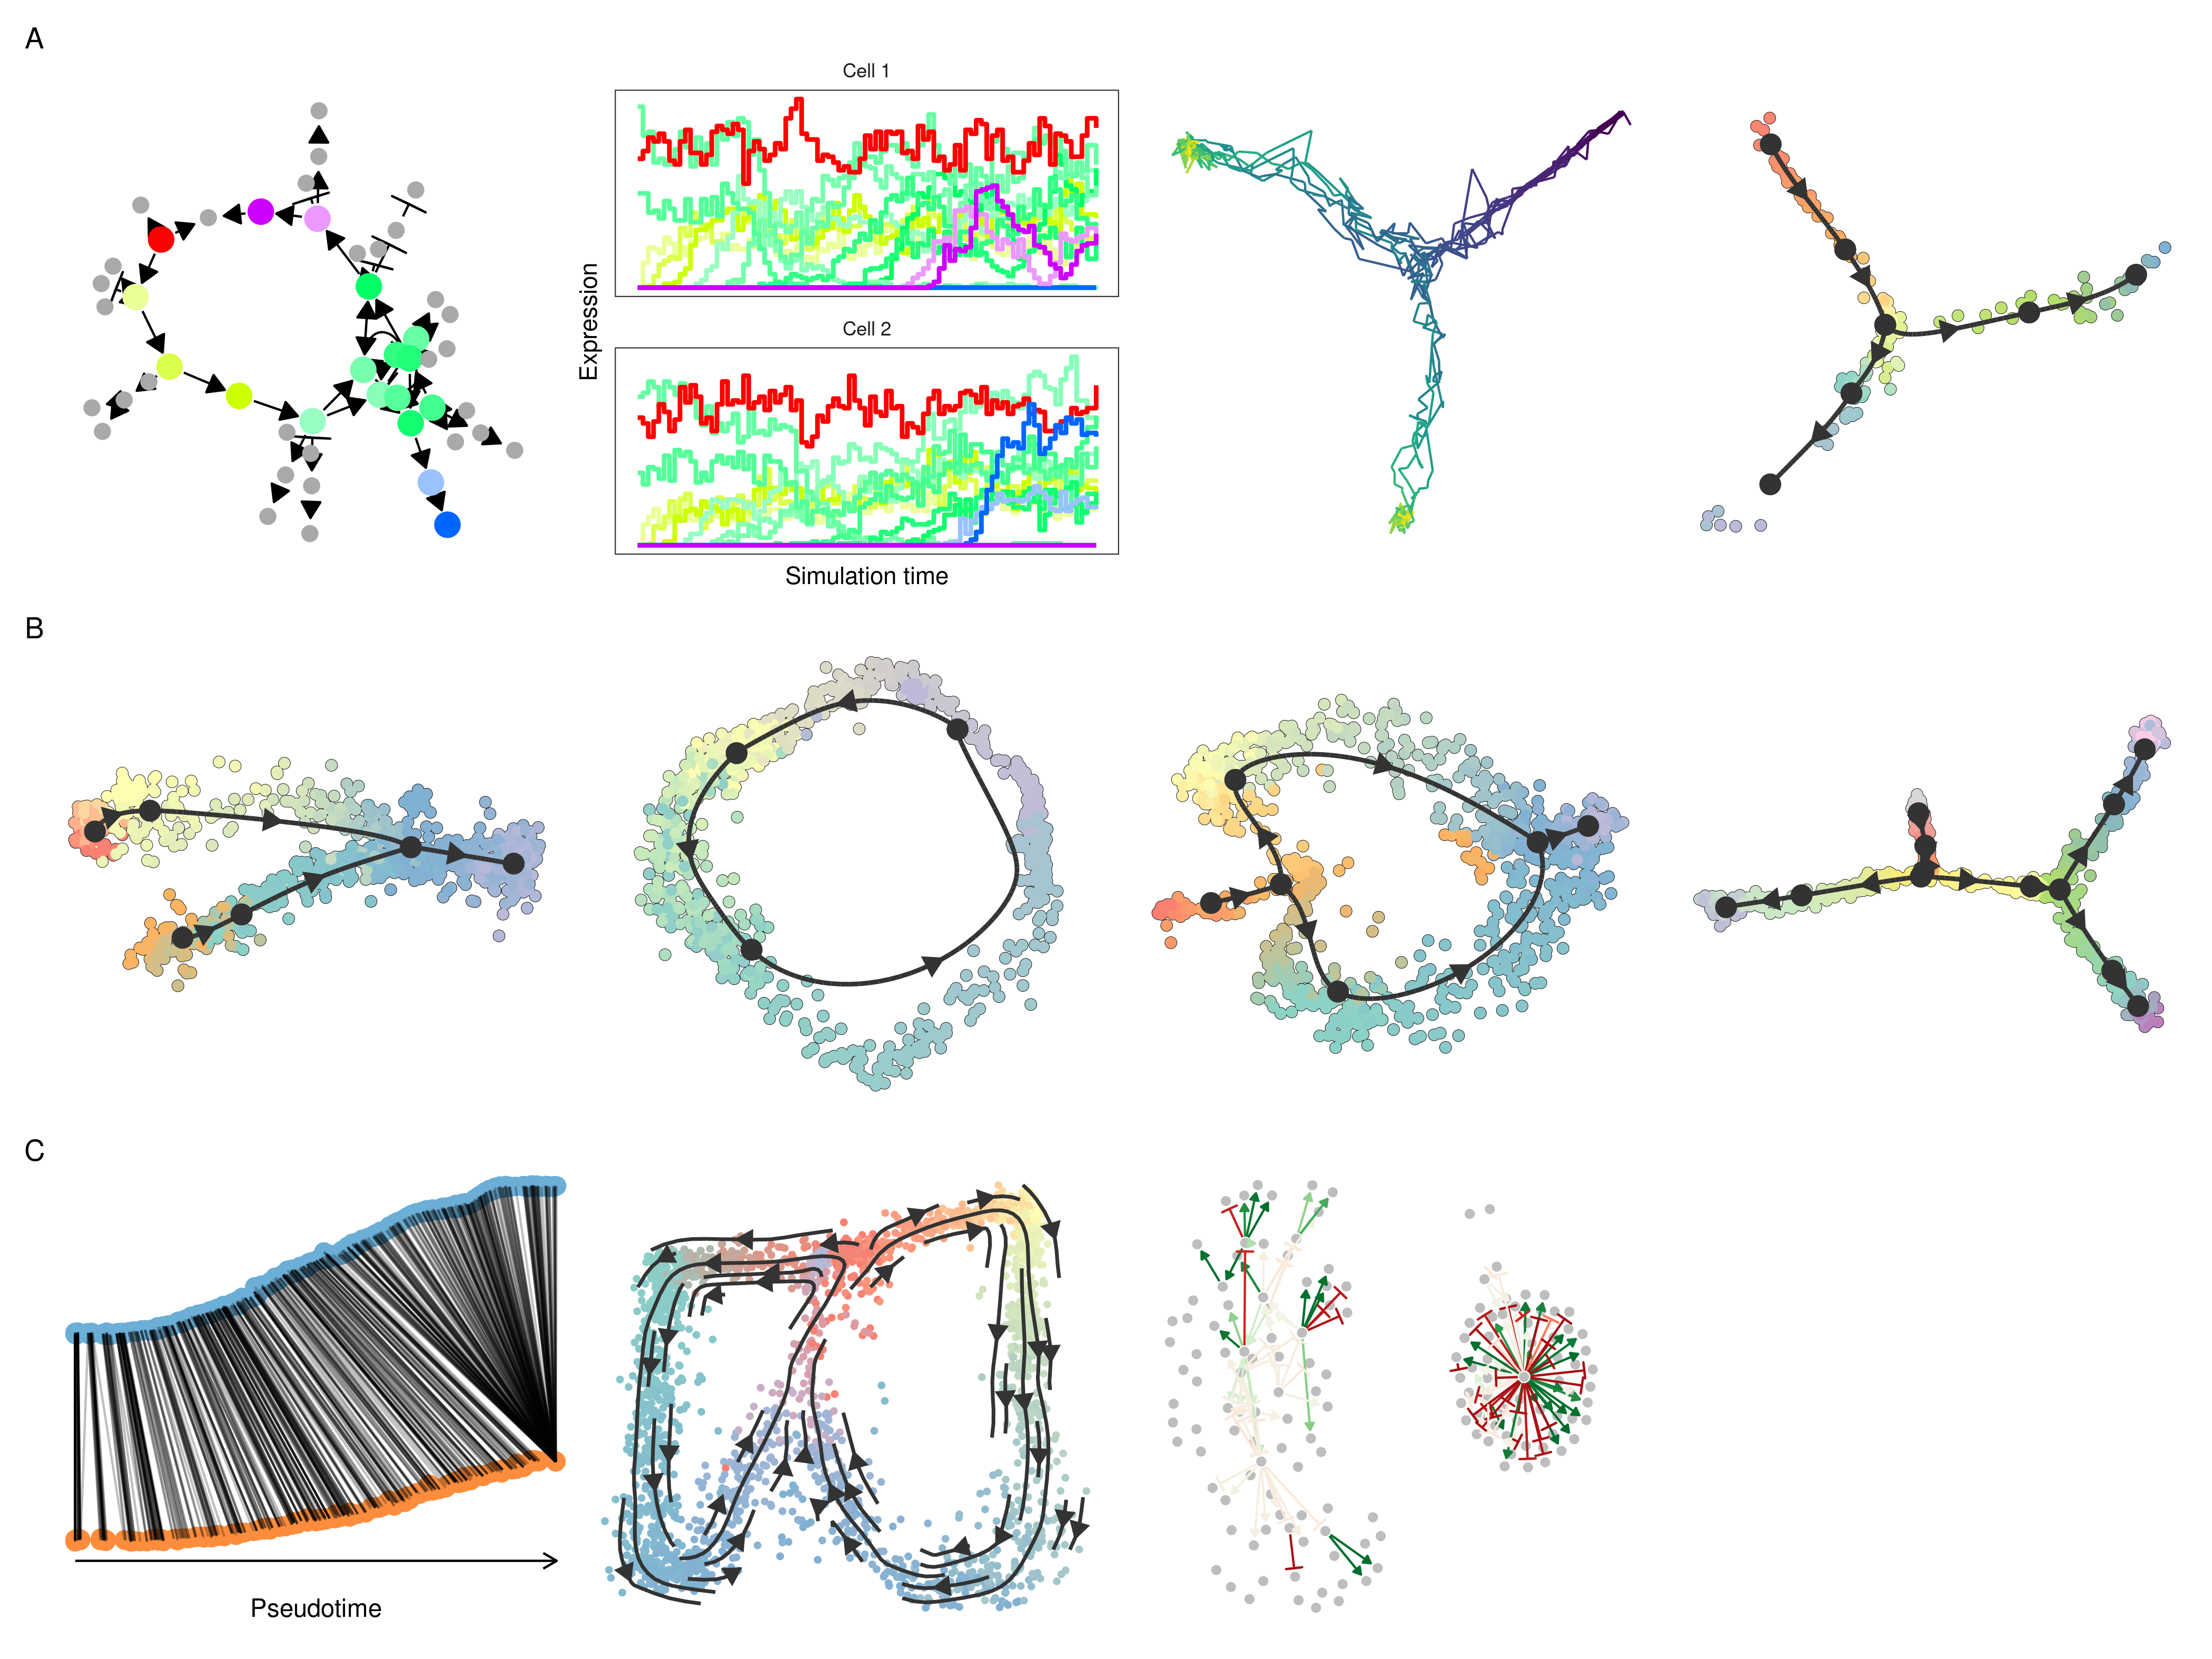 A
Cell 1
Expression
Cell 2
Simulation time
B
C
Pseudotime